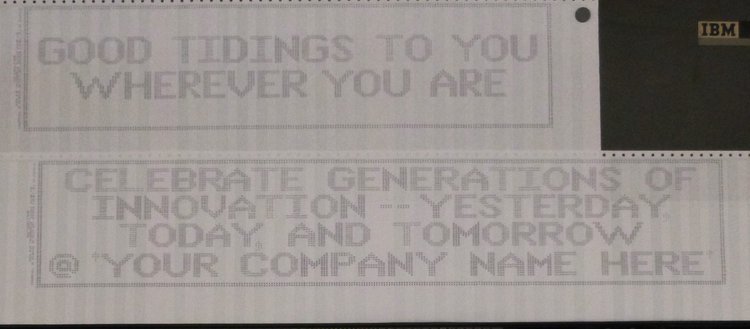 GOOD TIDINGS TO YOU
WHEREVER YOU ARE
IBM
CELEBRATE GENERATIONS OF
INNOVATION -- YESTERDAY,
TODAY, AND TOMORROW
@ "YOUR COMPANY NAME HERE"